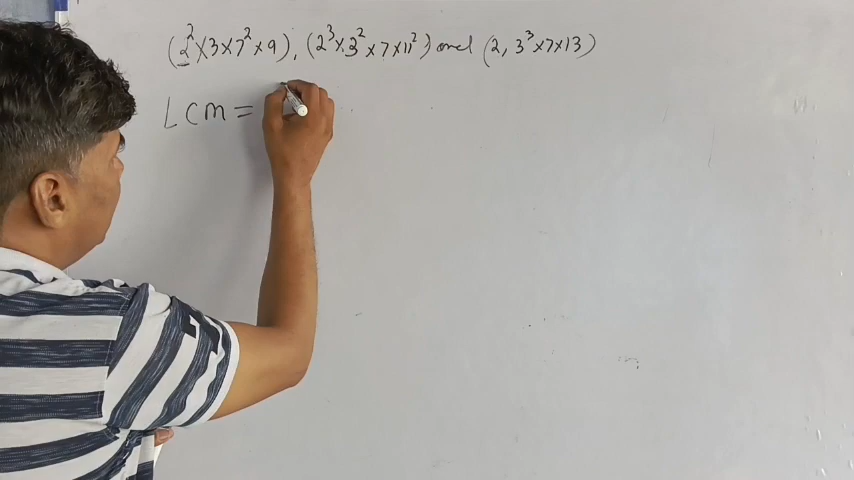 (2²×3×7²×9), (2³×3²×7×11²) and (2, 3³×7×13)
LCM =